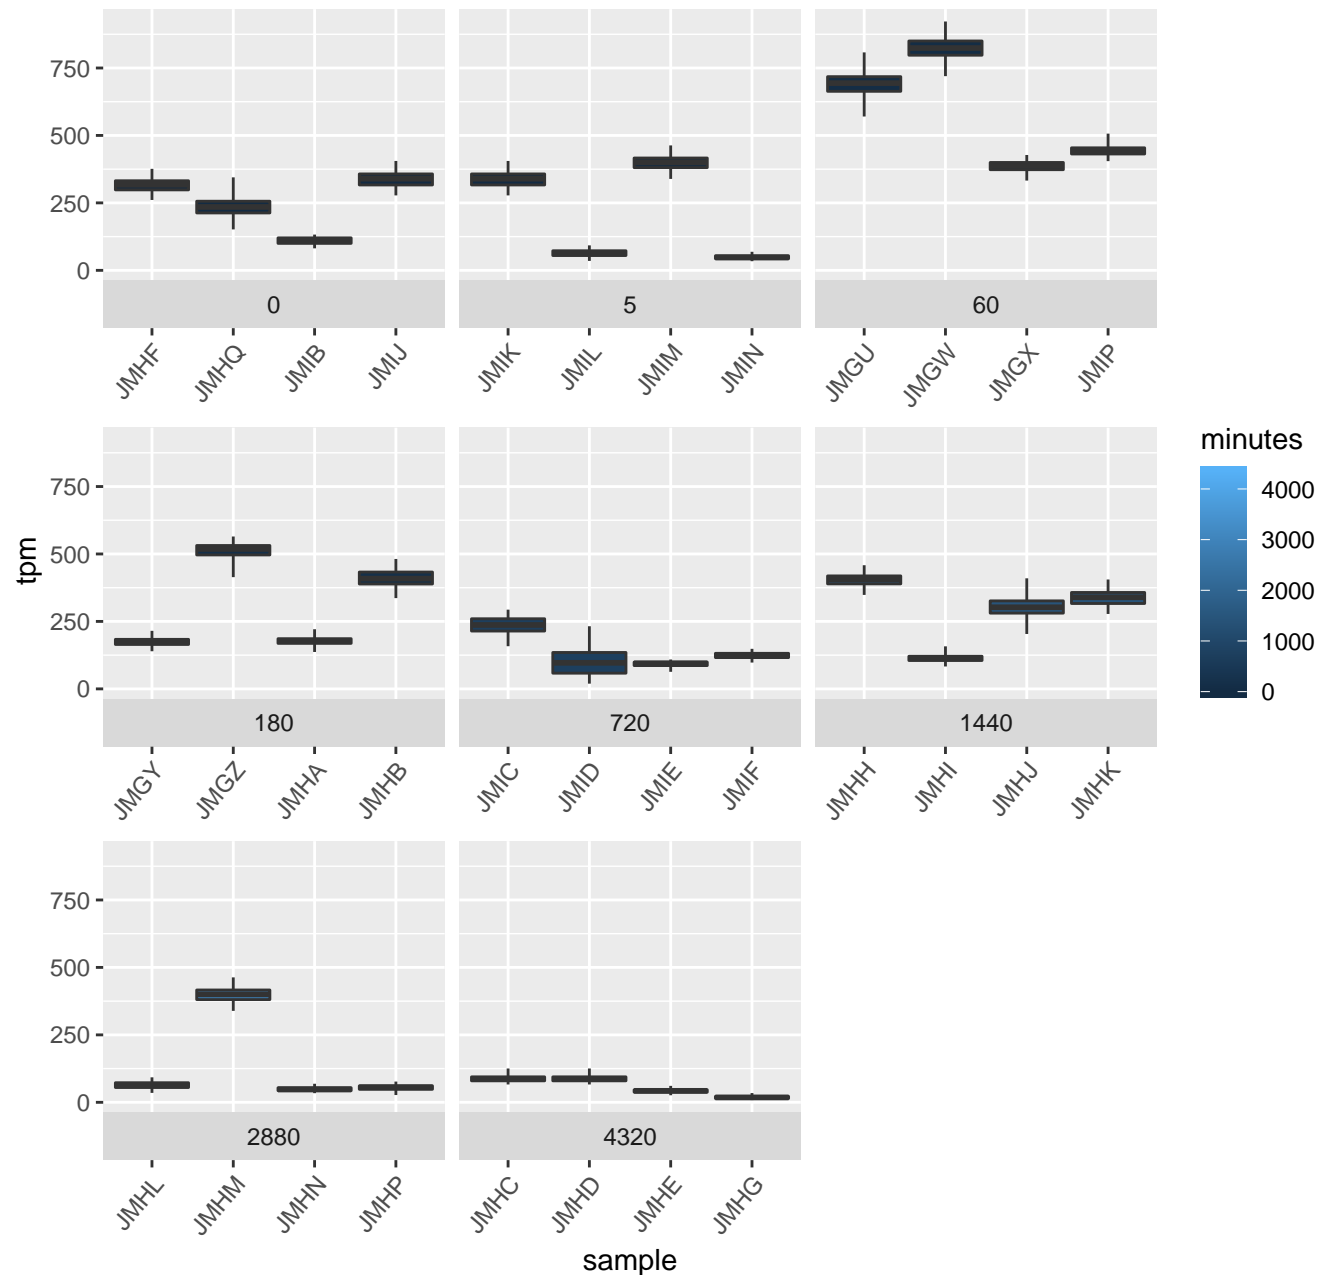 750
500
250
0
0
5
60
JMHF
JMHQ
JMIB
JMIJ
JMIK
JMIL
JMIM
JMIN
JMGU
JMGW
JMGX
JMIP
tpm
750
500
250
0
180
720
1440
JMGY
JMGZ
JMHA
JMHB
JMIC
JMID
JMIE
JMIF
JMHH
JMHI
JMHJ
JMHK
750
500
250
0
2880
4320
JMHL
JMHM
JMHN
JMHP
JMHC
JMHD
JMHE
JMHG
sample
minutes
4000
3000
2000
1000
0